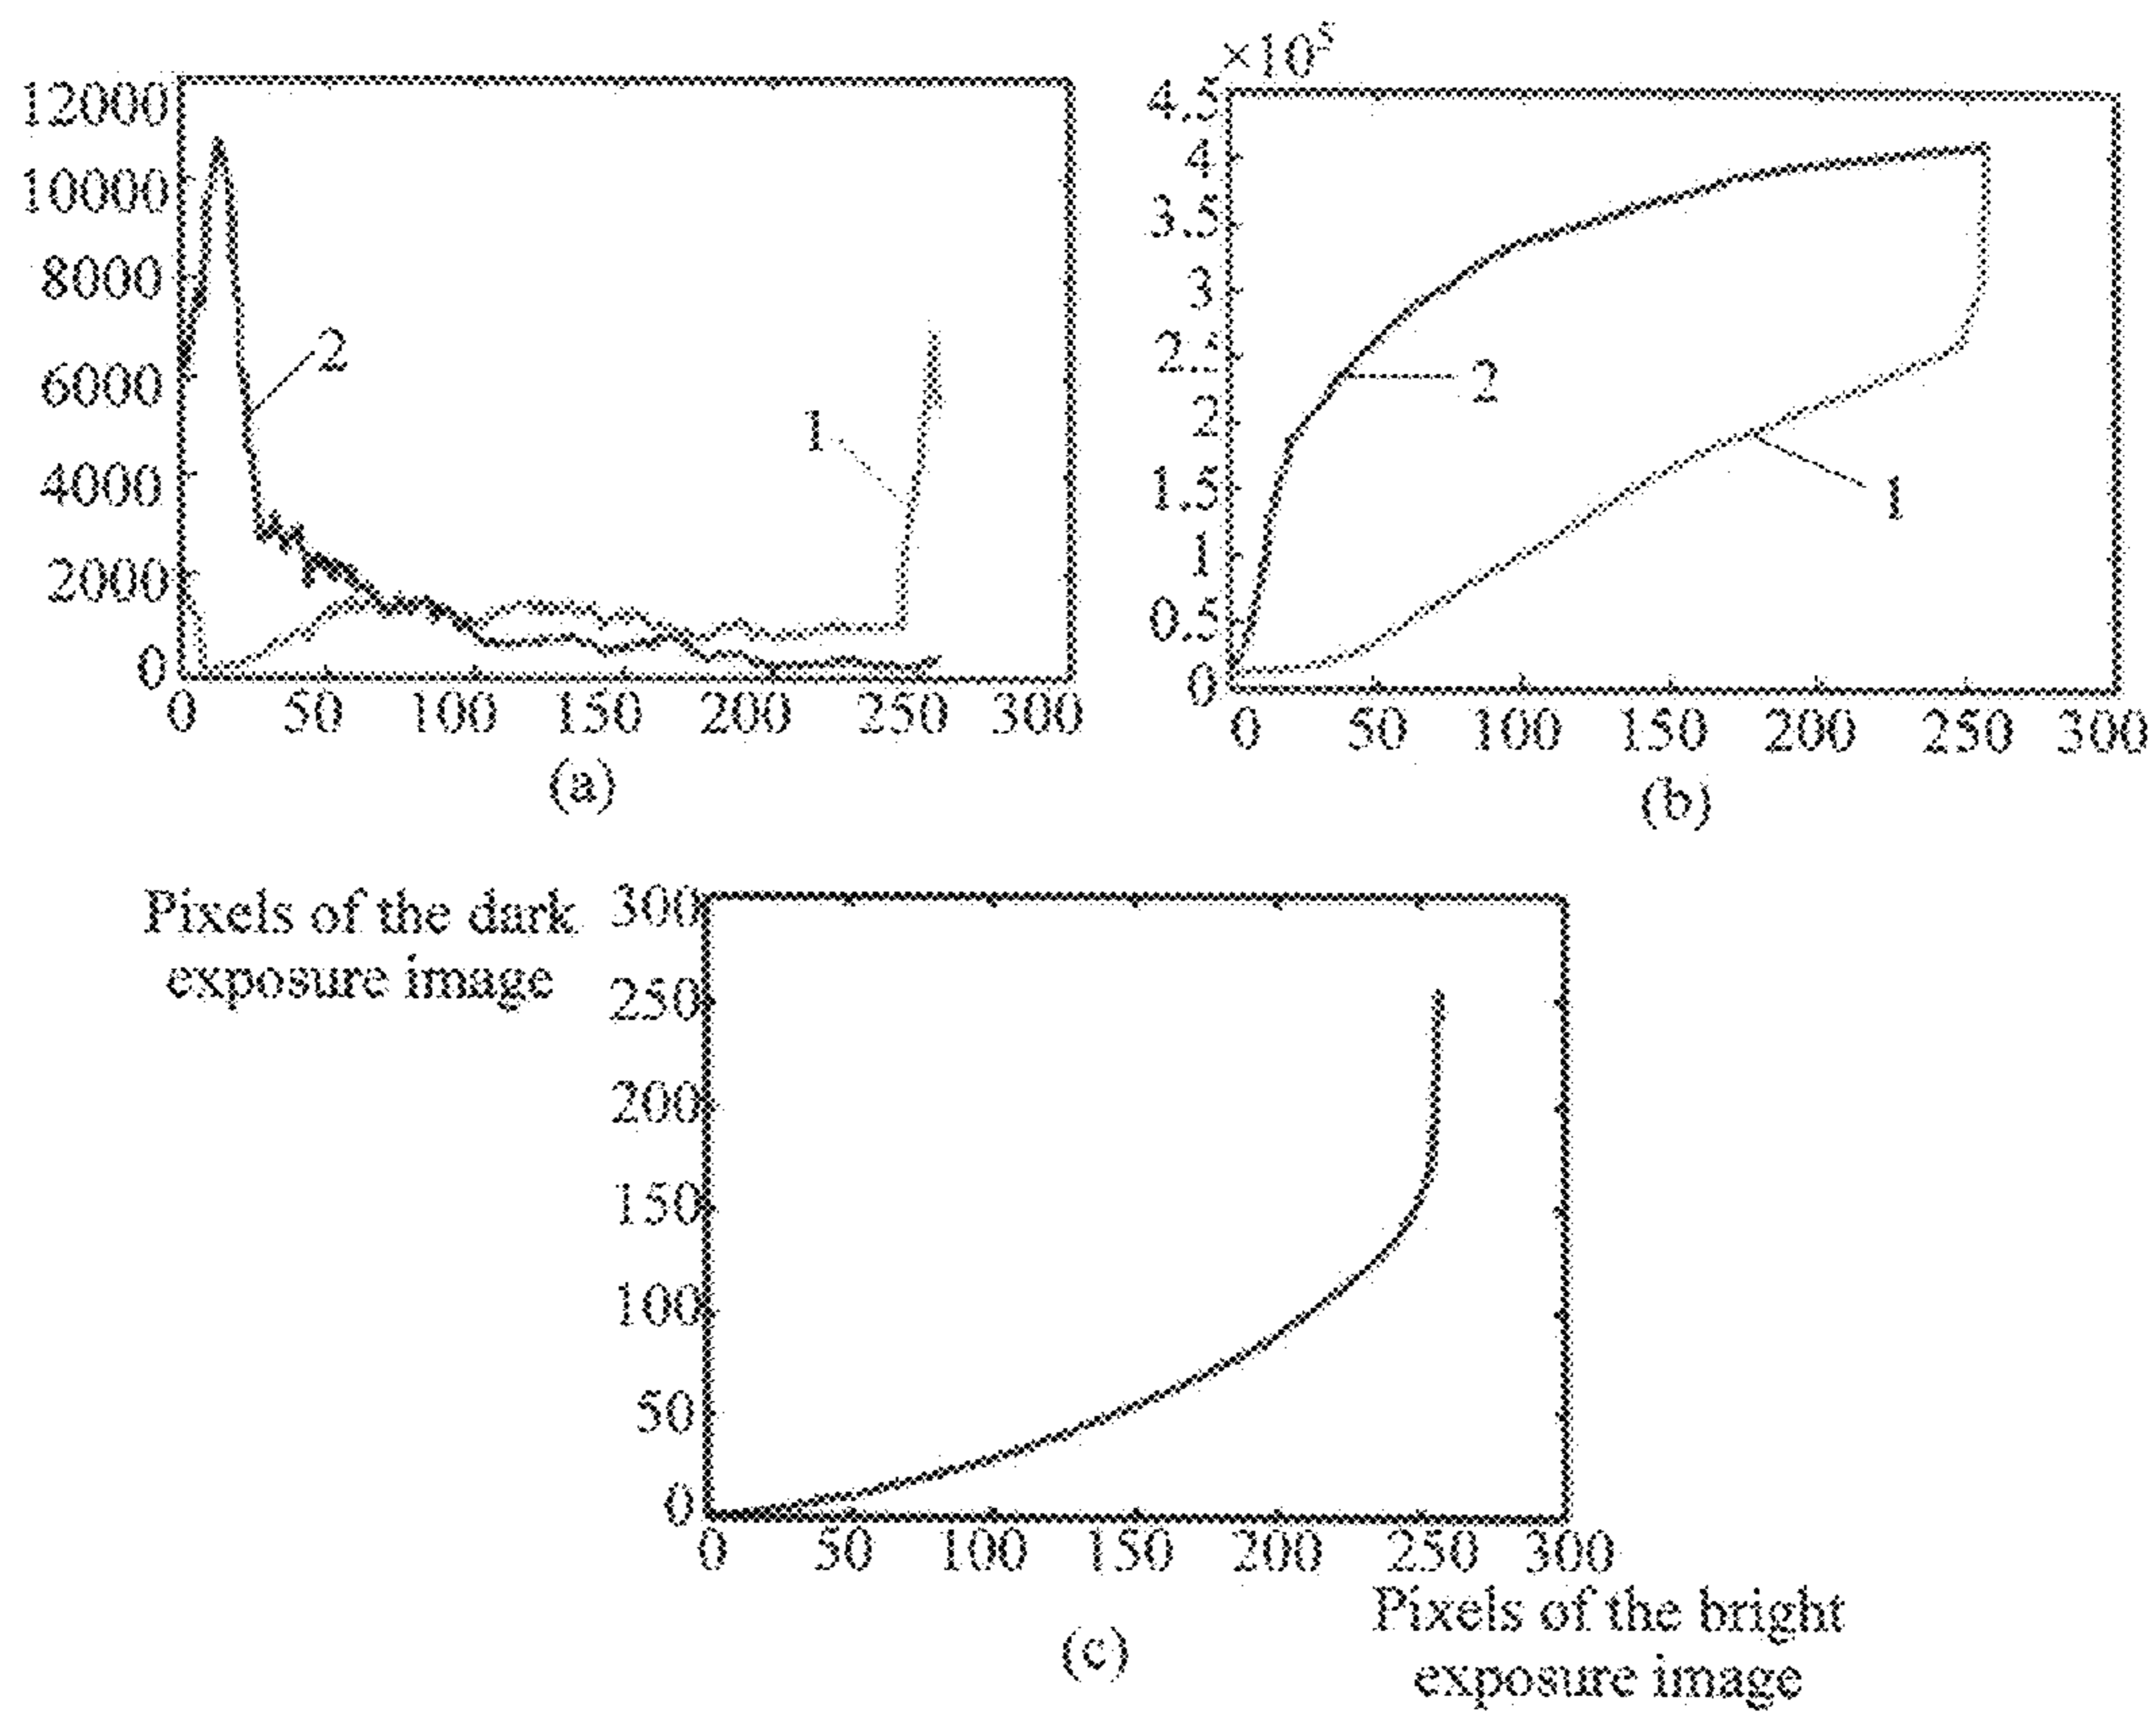 12000
10000
8000
6000
4000
2000
0
2
1
0 50 100 150 200 250 300
(a)
×10⁵
4.5
4
3.5
3
2.5
2
1.5
1
0.5
0
2
1
0 50 100 150 200 250 300
(b)
Pixels of the dark
exposure image
300
250
200
150
100
50
0
0 50 100 150 200 250 300
Pixels of the bright
exposure image
(c)